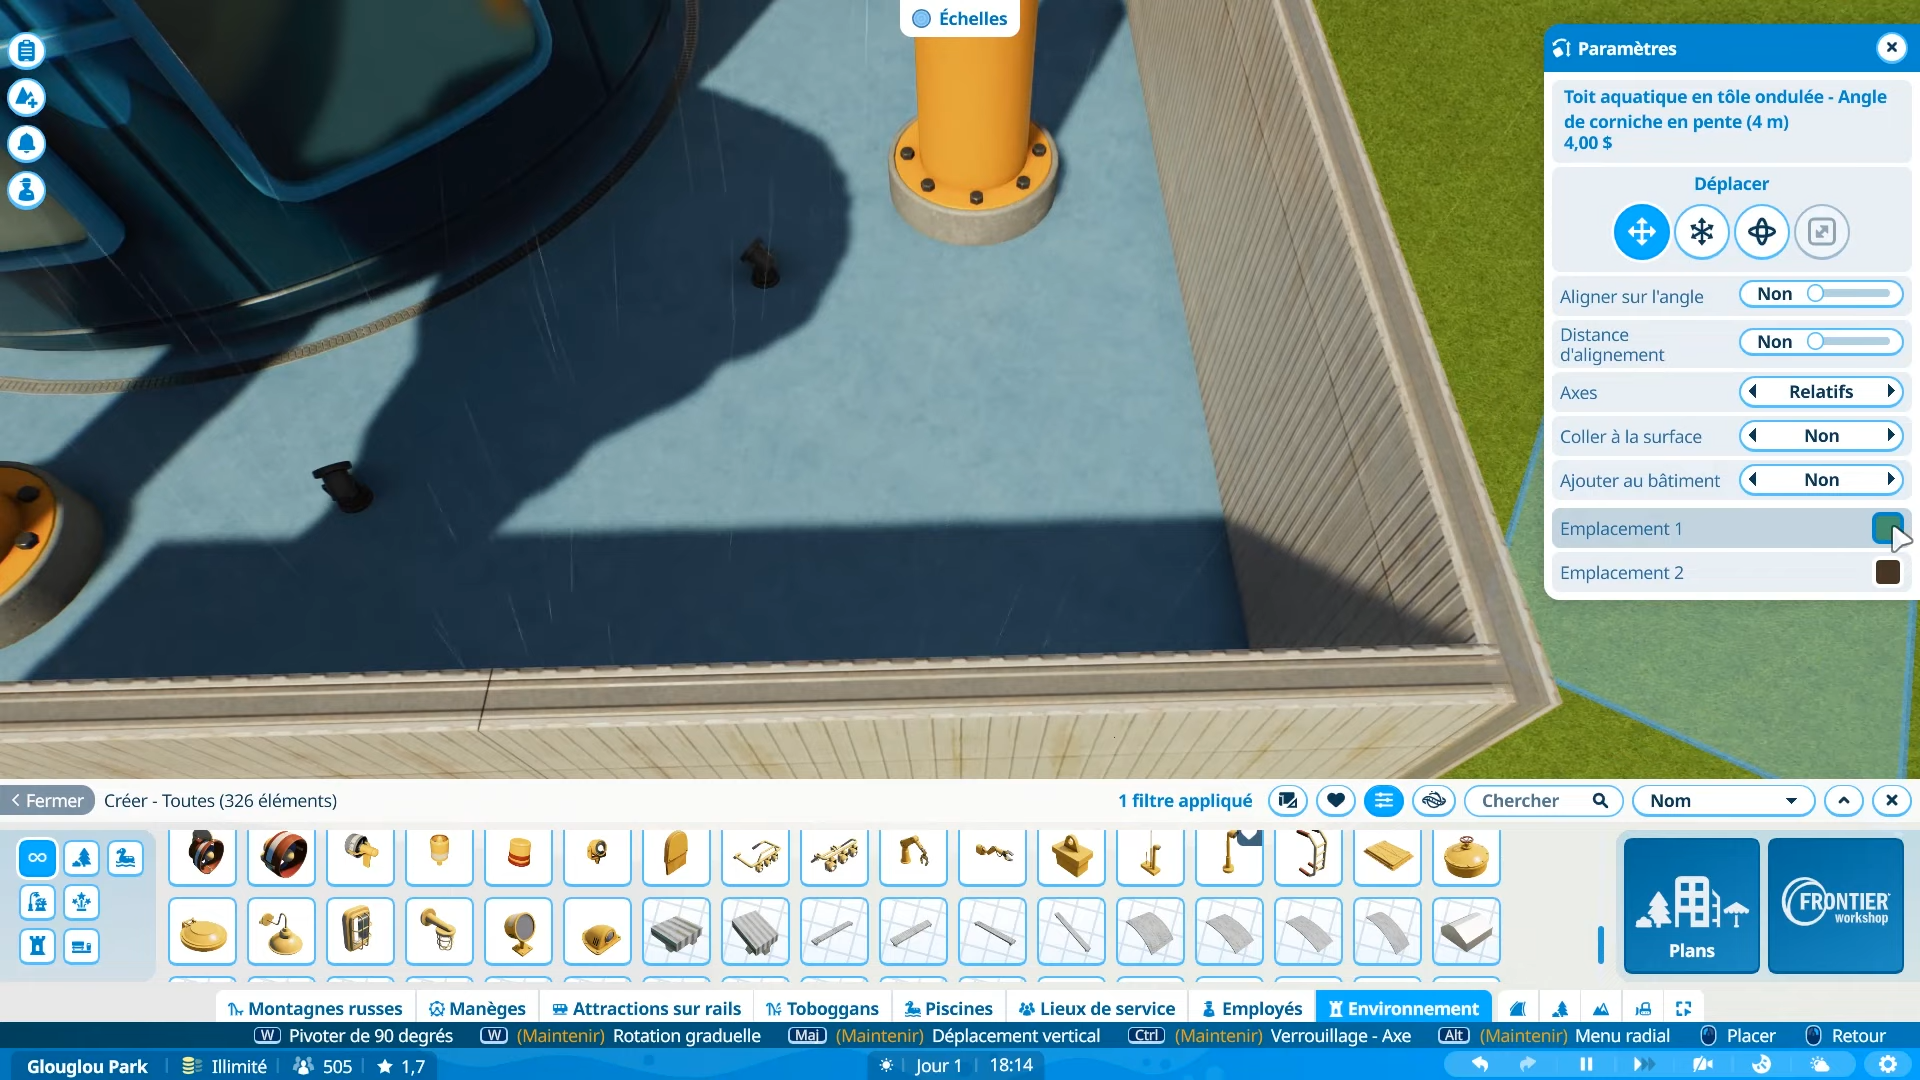 Échelles
Paramètres
Toit aquatique en tôle ondulée - Angle
de corniche en pente (4 m)
4,00 $
Déplacer
Aligner sur l'angle
Non
Distance
d'alignement
Non
Axes
Relatifs
Coller à la surface
Non
Ajouter au bâtiment
Non
Emplacement 1
Emplacement 2
Fermer
Créer - Toutes (326 éléments)
1 filtre appliqué
Chercher
Nom
Plans
FRONTIER
workshop
Montagnes russes
Manèges
Attractions sur rails
Toboggans
Piscines
Lieux de service
Employés
Environnement
W Pivoter de 90 degrés
W (Maintenir) Rotation graduelle
Maj (Maintenir) Déplacement vertical
Ctrl (Maintenir) Verrouillage - Axe
Alt (Maintenir) Menu radial
Placer
Retour
Glouglou Park
Illimité
505
1,7
Jour 1
18:14